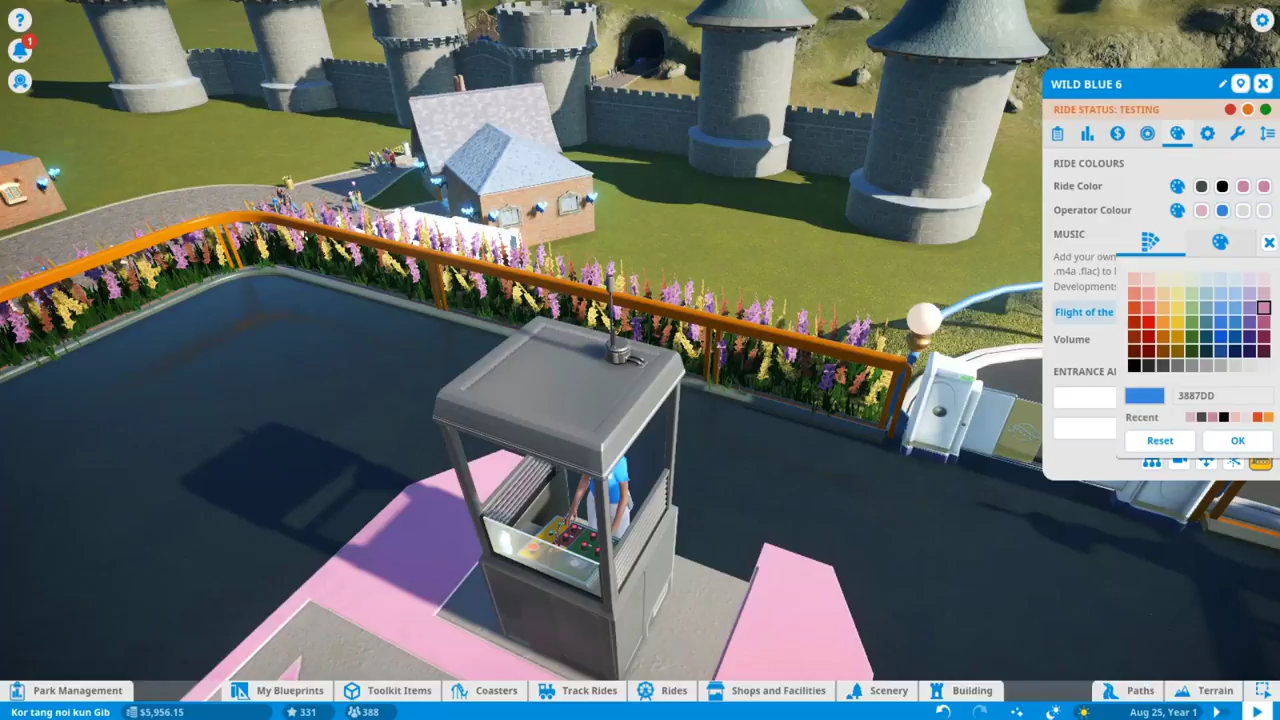 ?
1
WILD BLUE 6
RIDE STATUS: TESTING
RIDE COLOURS
Ride Color
Operator Colour
MUSIC
Add your own
.m4a .flac) to
Developments
Flight of the
Volume
ENTRANCE A
3887DD
Recent
Reset
OK
Park Management
My Blueprints
Toolkit Items
Coasters
Track Rides
Rides
Shops and Facilities
Scenery
Building
Paths
Terrain
Kor tang noi kun Gib
$5,956.15
331
388
Aug 25, Year 1